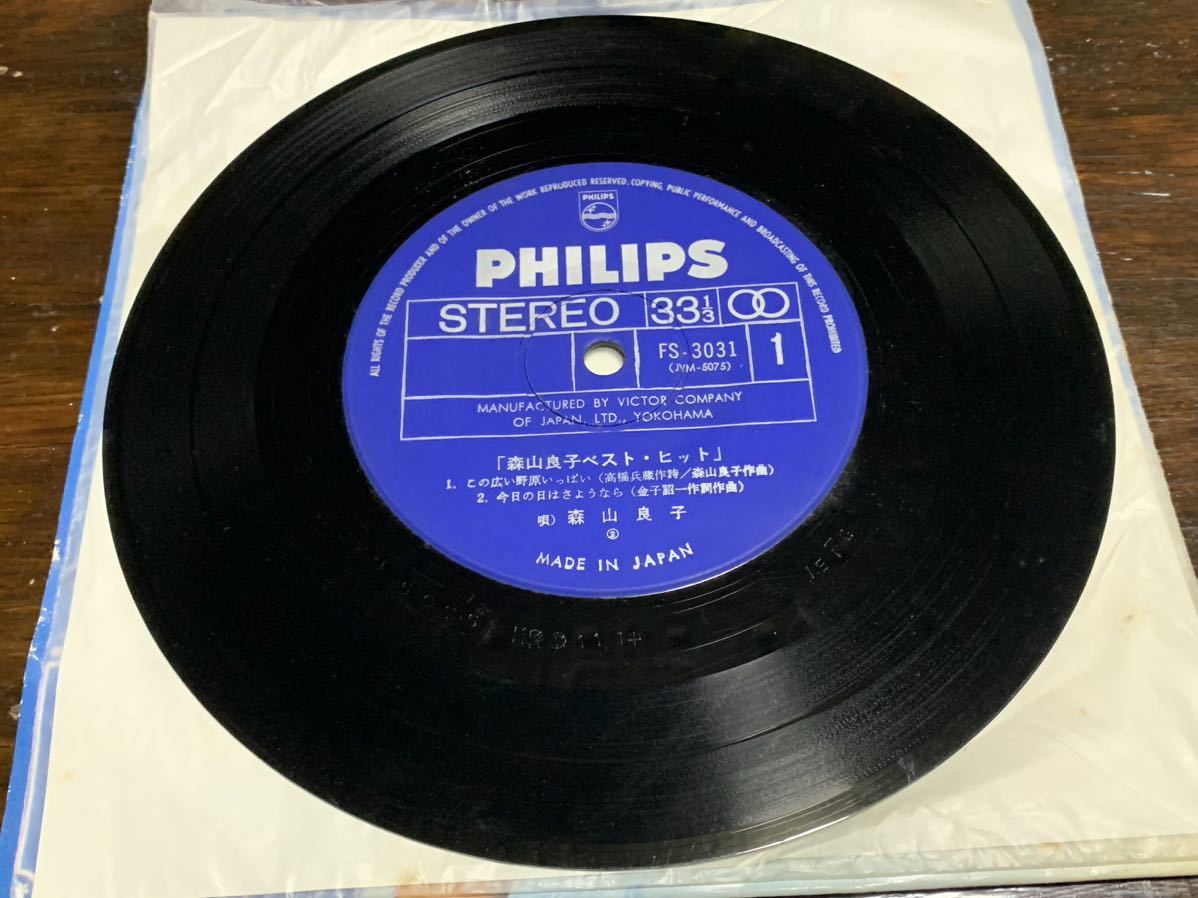 ALL RIGHTS OF THE RECORD PRODUCER AND OF THE OWNER OF THE WORK REPRODUCED RESERVED. COPYING, PUBLIC PERFORMANCE AND BROADCASTING OF THIS RECORD PROHIBITED
PHILIPS
PHILIPS
STEREO 33 1/3
FS-3031 1
(JVM-5075)
MANUFACTURED BY VICTOR COMPANY
OF JAPAN, LTD., YOKOHAMA
「森山良子ベスト・ヒット」
1. この広い野原いっぱい (高橋兵蔵作詩／森山良子作曲)
2. 今日の日はさようなら (金子詔一作詞作曲)
唄) 森山良子
②
MADE IN JAPAN